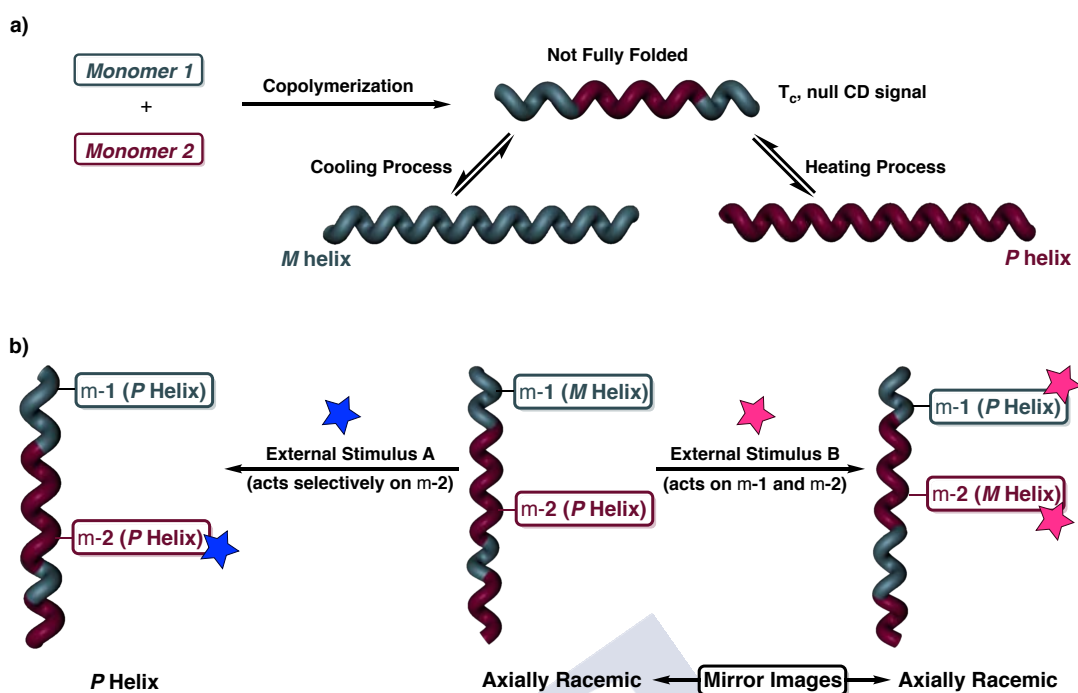 a)
Monomer 1
+
Monomer 2
Copolymerization
Not Fully Folded
Tc, null CD signal
Cooling Process
Heating Process
M helix
P helix
b)
m-1 (P Helix)
m-2 (P Helix)
P Helix
External Stimulus A
(acts selectively on m-2)
m-1 (M Helix)
m-2 (P Helix)
External Stimulus B
(acts on m-1 and m-2)
m-1 (P Helix)
m-2 (M Helix)
Axially Racemic
Mirror Images
Axially Racemic